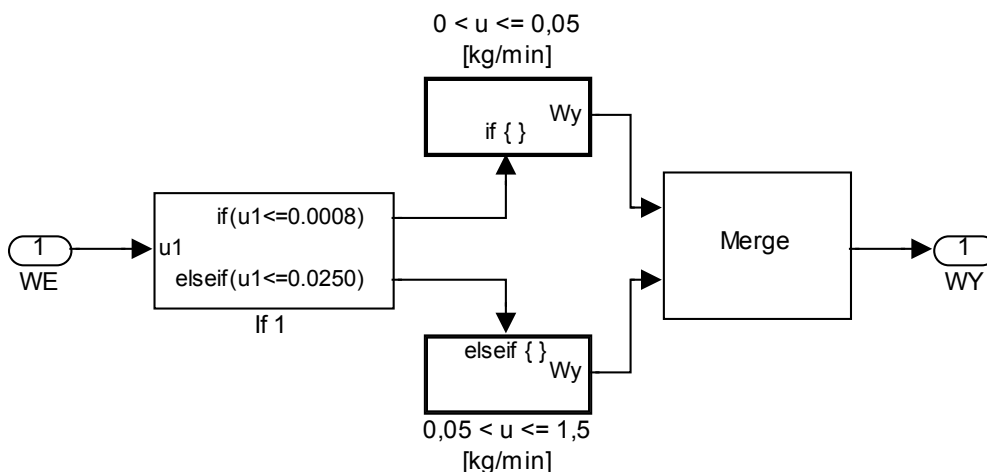 0 < u <= 0,05
[kg/min]
Wy
if { }
if(u1<=0.0008)
u1
elseif(u1<=0.0250)
If 1
1
WE
Merge
1
WY
elseif { }
Wy
0,05 < u <= 1,5
[kg/min]